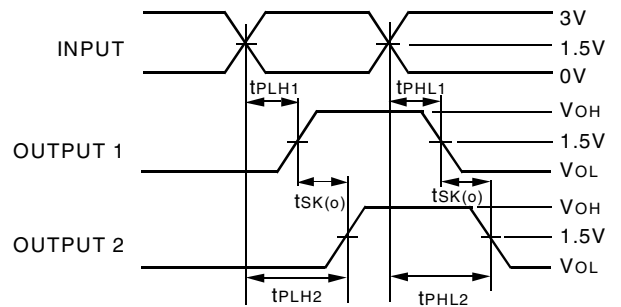 3V
INPUT
1.5V
0V
tPLH1
tPHL1
VOH
OUTPUT 1
1.5V
VOL
tSK(o)
tSK(o)
VOH
OUTPUT 2
1.5V
VOL
tPLH2
tPHL2